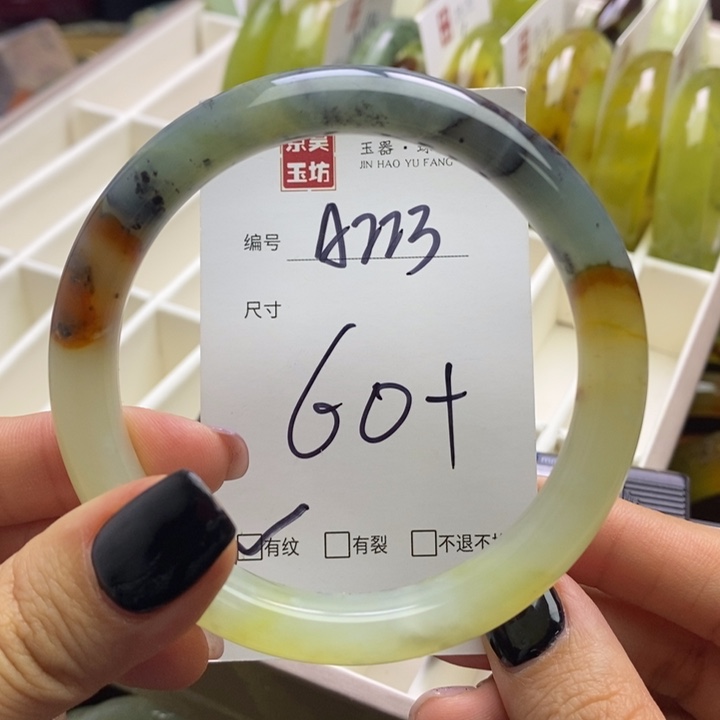 玉器 ·
玉坊
JIN HAO YU FANG
编号 A773
尺寸
60+
有纹 有裂 不退不